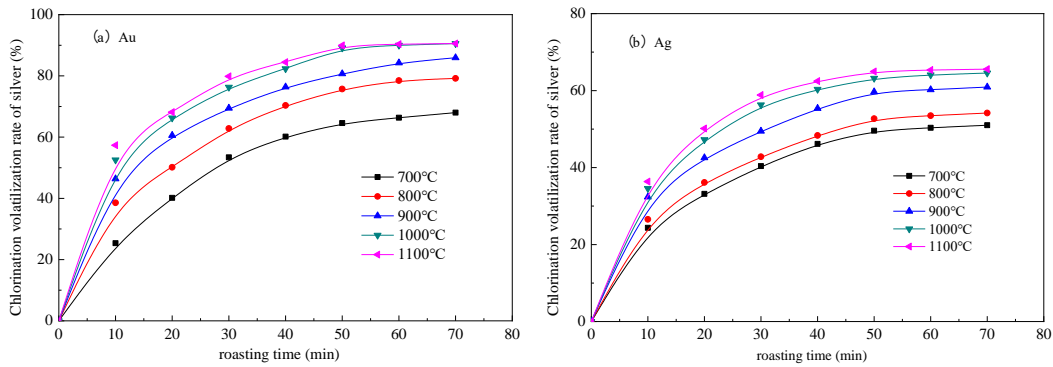 (a) Au
Chlorination volatilization rate of silver (%)
100
80
60
40
20
0
700℃
800℃
900℃
1000℃
1100℃
0 10 20 30 40 50 60 70 80
roasting time (min)
(b) Ag
Chlorination volatilization rate of silver (%)
80
60
40
20
0
700℃
800℃
900℃
1000℃
1100℃
0 10 20 30 40 50 60 70 80
roasting time (min)